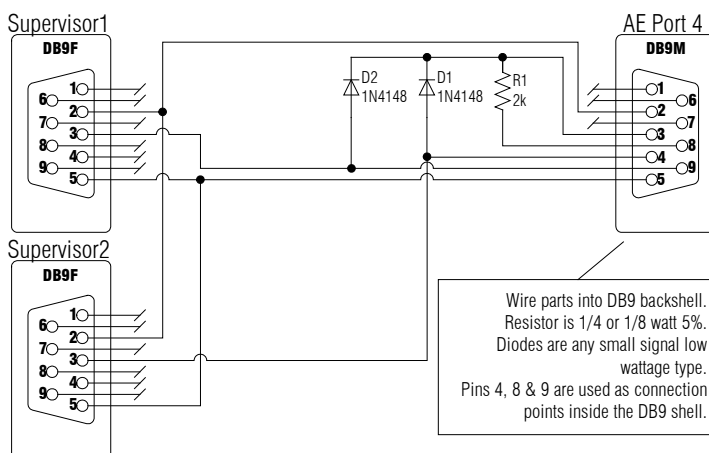 Supervisor1
AE Port 4
DB9F
DB9M
D2
1N4148
D1
1N4148
R1
2k
1
6
2
7
3
8
4
9
5
1
6
2
7
3
8
4
9
5
Supervisor2
DB9F
1
6
2
7
3
8
4
9
5
Wire parts into DB9 backshell.
Resistor is 1/4 or 1/8 watt 5%.
Diodes are any small signal low
wattage type.
Pins 4, 8 & 9 are used as connection
points inside the DB9 shell.